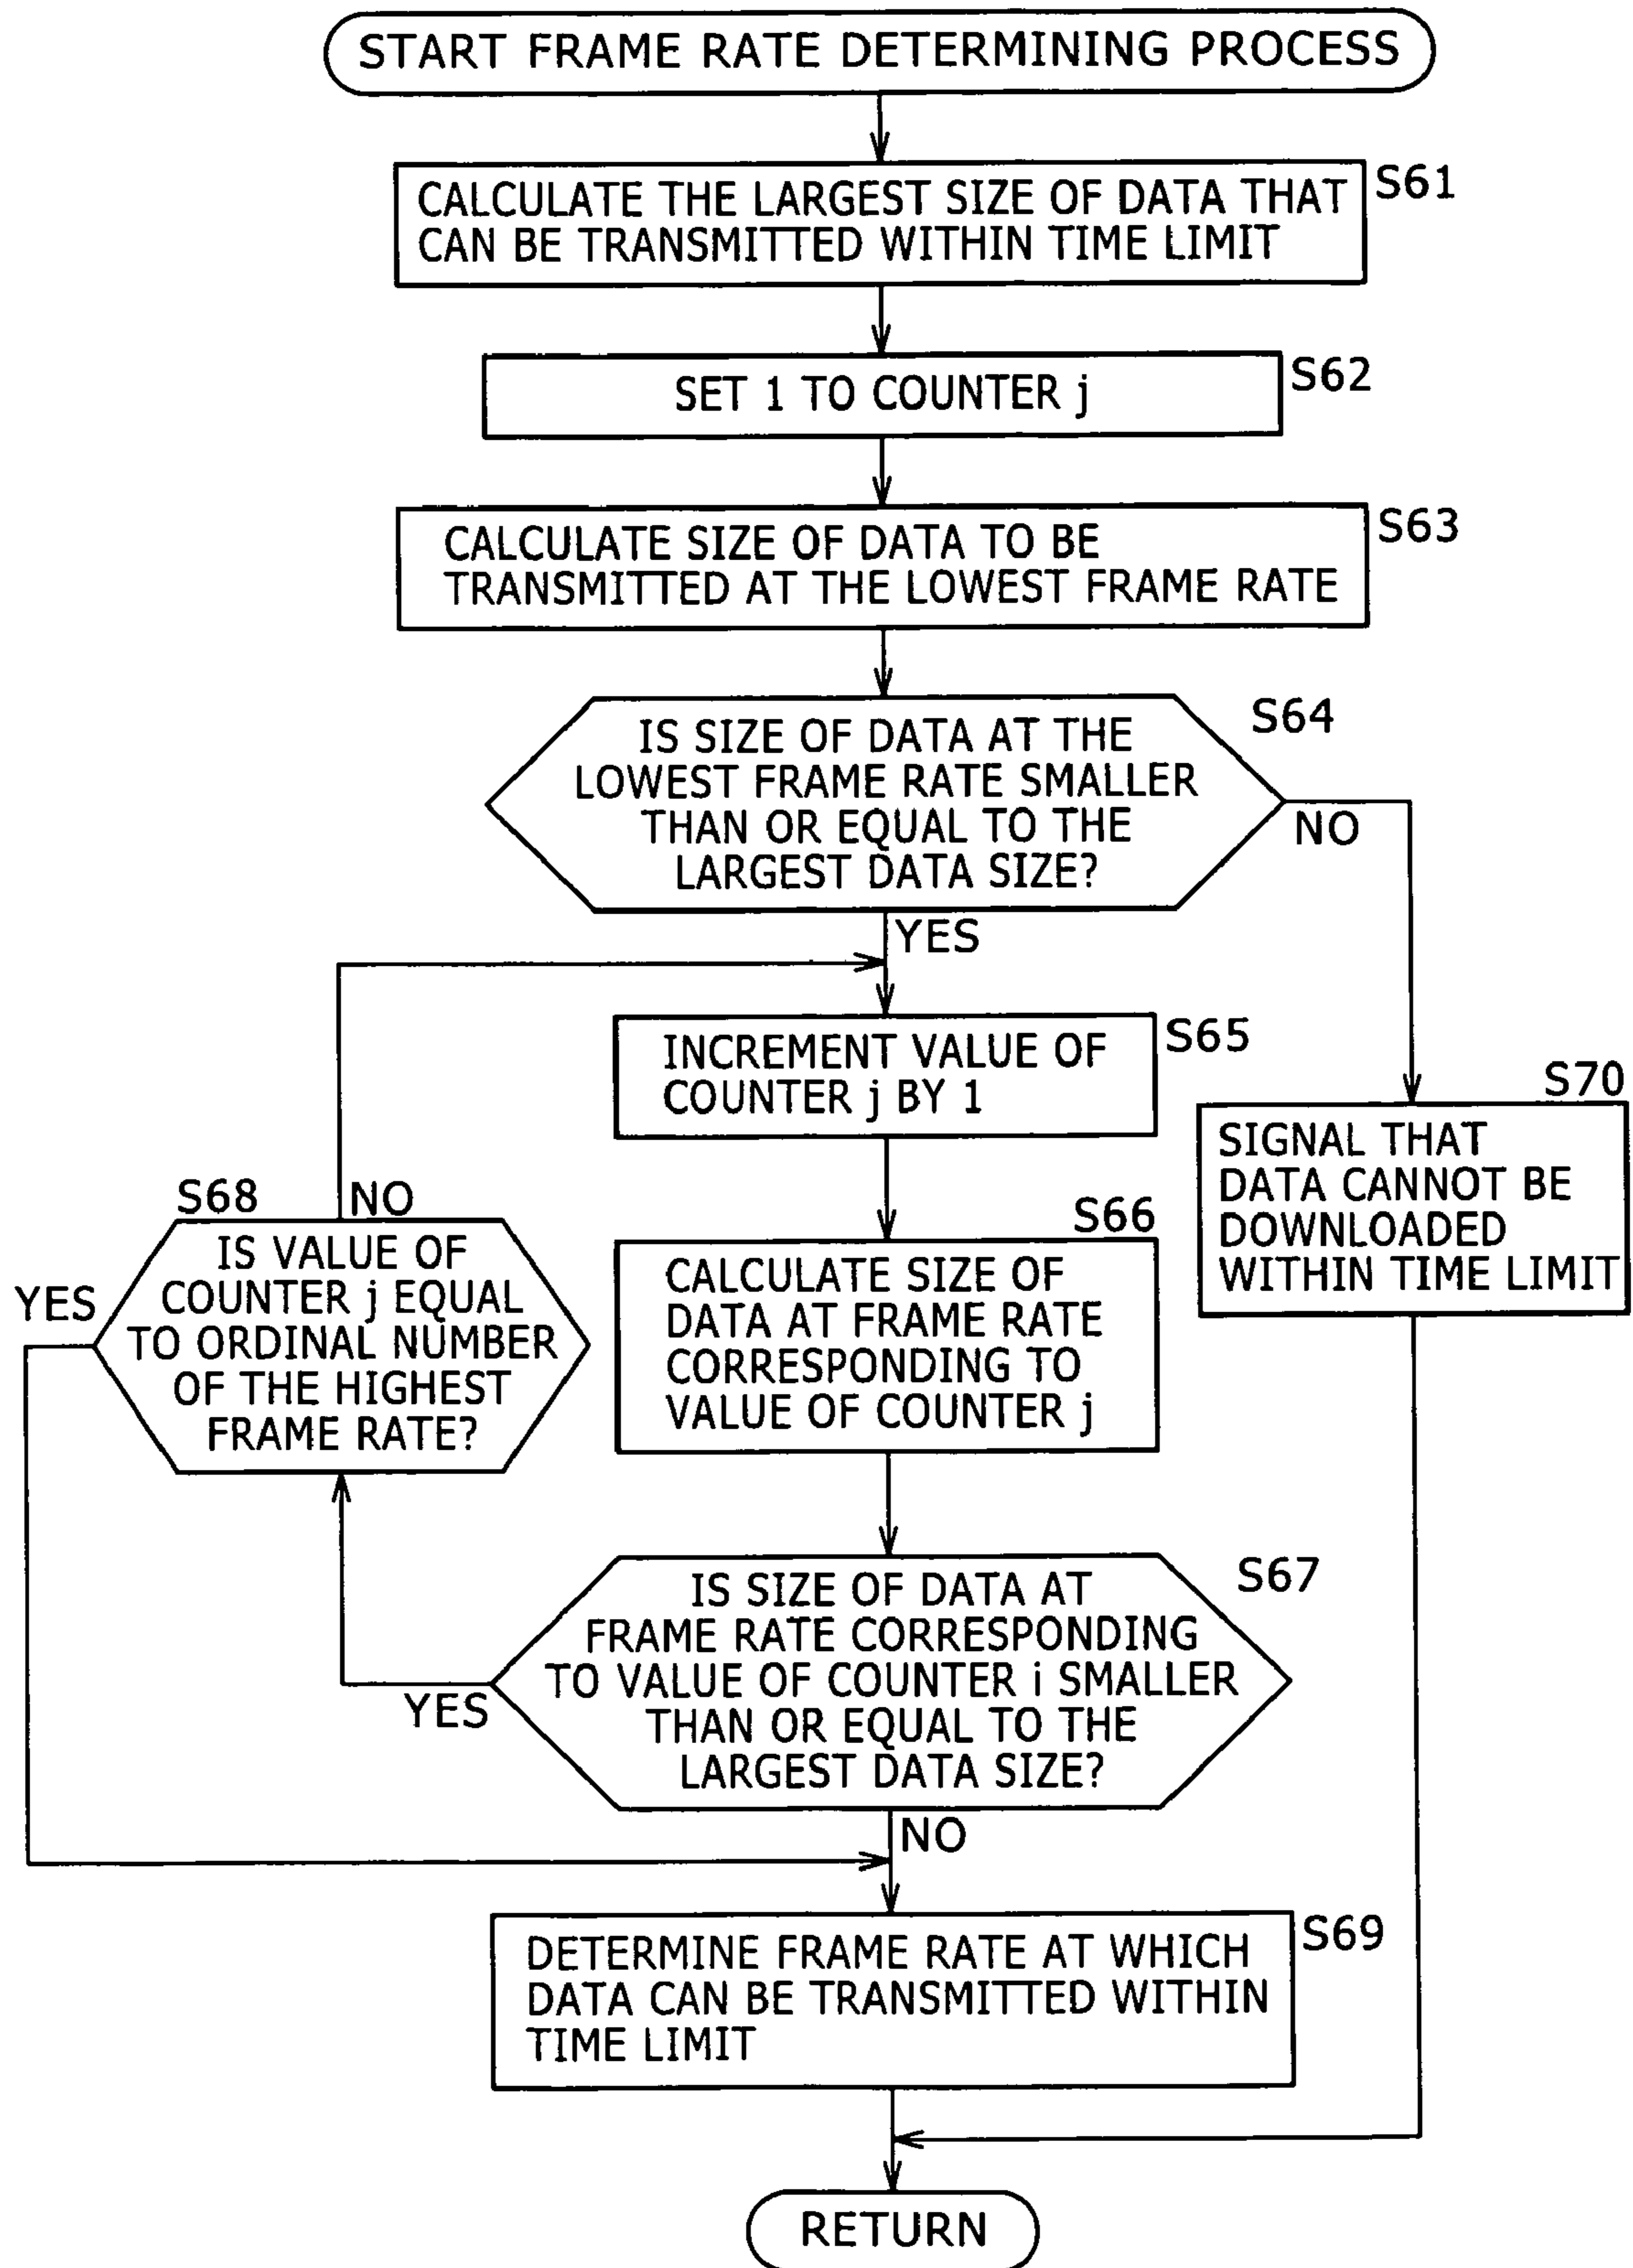 START FRAME RATE DETERMINING PROCESS
CALCULATE THE LARGEST SIZE OF DATA THAT
CAN BE TRANSMITTED WITHIN TIME LIMIT
S61
SET 1 TO COUNTER j
S62
CALCULATE SIZE OF DATA TO BE
TRANSMITTED AT THE LOWEST FRAME RATE
S63
IS SIZE OF DATA AT THE
LOWEST FRAME RATE SMALLER
THAN OR EQUAL TO THE
LARGEST DATA SIZE?
S64
NO
YES
INCREMENT VALUE OF
COUNTER j BY 1
S65
S70
SIGNAL THAT
DATA CANNOT BE
DOWNLOADED
WITHIN TIME LIMIT
S66
CALCULATE SIZE OF
DATA AT FRAME RATE
CORRESPONDING TO
VALUE OF COUNTER j
S68
NO
IS VALUE OF
COUNTER j EQUAL
TO ORDINAL NUMBER
OF THE HIGHEST
FRAME RATE?
YES
IS SIZE OF DATA AT
FRAME RATE CORRESPONDING
TO VALUE OF COUNTER i SMALLER
THAN OR EQUAL TO THE
LARGEST DATA SIZE?
S67
YES
NO
DETERMINE FRAME RATE AT WHICH
DATA CAN BE TRANSMITTED WITHIN
TIME LIMIT
S69
RETURN